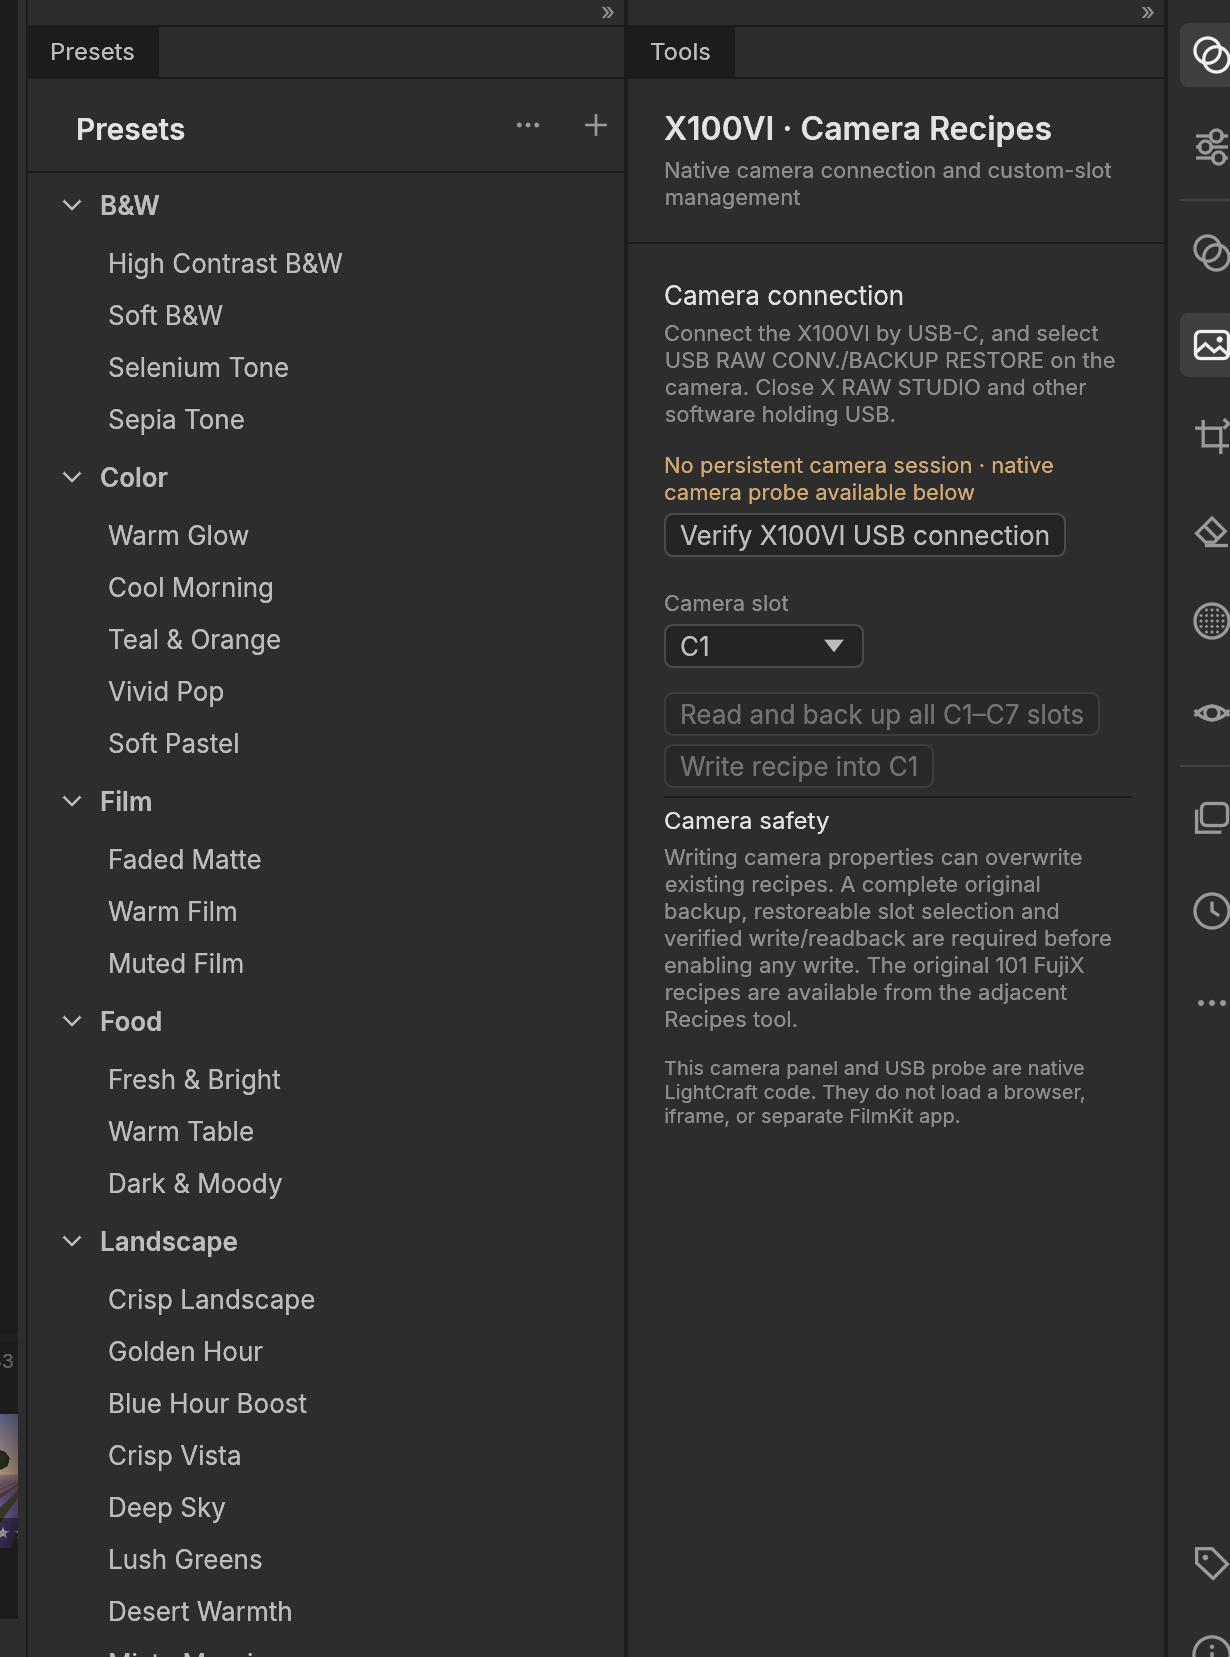 Presets
Presets
B&W
High Contrast B&W
Soft B&W
Selenium Tone
Sepia Tone
Color
Warm Glow
Cool Morning
Teal & Orange
Vivid Pop
Soft Pastel
Film
Faded Matte
Warm Film
Muted Film
Food
Fresh & Bright
Warm Table
Dark & Moody
Landscape
Crisp Landscape
Golden Hour
Blue Hour Boost
Crisp Vista
Deep Sky
Lush Greens
Desert Warmth
Tools
X100VI · Camera Recipes
Native camera connection and custom-slot
management
Camera connection
Connect the X100VI by USB-C, and select
USB RAW CONV./BACKUP RESTORE on the
camera. Close X RAW STUDIO and other
software holding USB.
No persistent camera session · native
camera probe available below
Verify X100VI USB connection
Camera slot
C1
Read and back up all C1–C7 slots
Write recipe into C1
Camera safety
Writing camera properties can overwrite
existing recipes. A complete original
backup, restoreable slot selection and
verified write/readback are required before
enabling any write. The original 101 FujiX
recipes are available from the adjacent
Recipes tool.
This camera panel and USB probe are native
LightCraft code. They do not load a browser,
iframe, or separate FilmKit app.